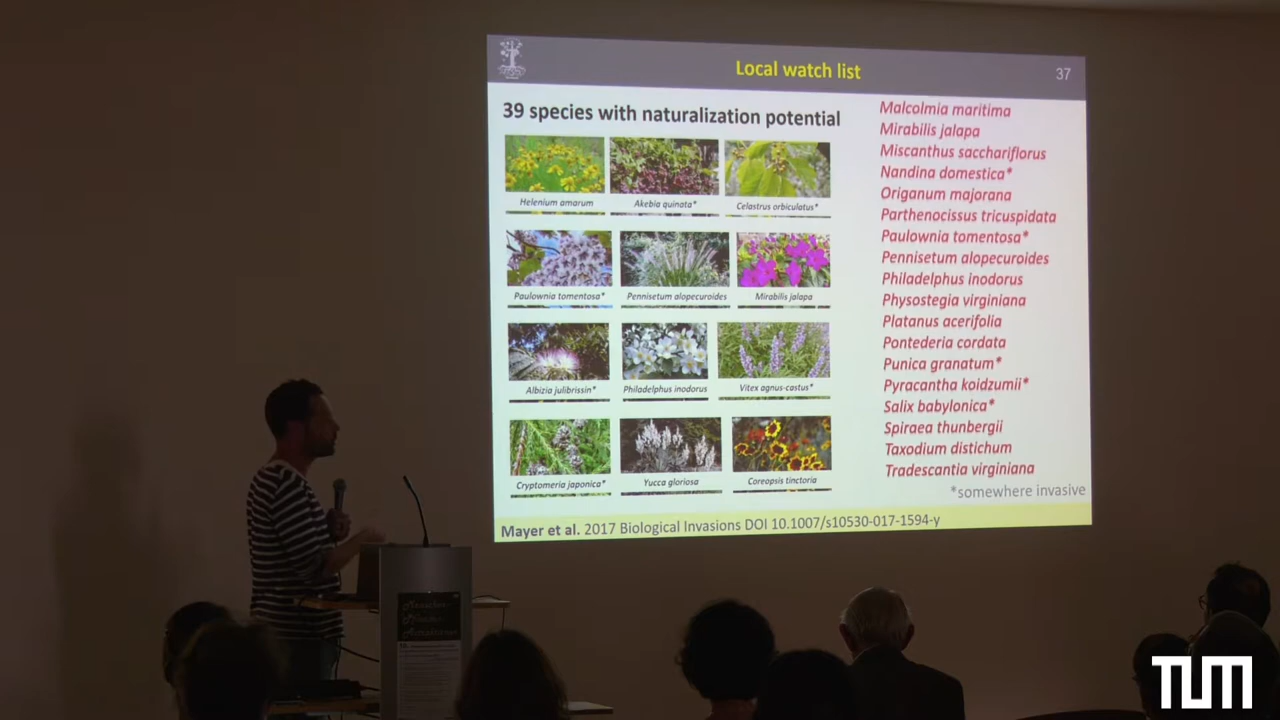 Local watch list
37
39 species with naturalization potential
Helenium amarum
Akebia quinata*
Celastrus orbiculatus*
Paulownia tomentosa*
Pennisetum alopecuroides
Mirabilis jalapa
Albizia julibrissin*
Philadelphus inodorus
Vitex agnus-castus*
Cryptomeria japonica*
Yucca gloriosa
Coreopsis tinctoria
Malcolmia maritima
Mirabilis jalapa
Miscanthus sacchariflorus
Nandina domestica*
Origanum majorana
Parthenocissus tricuspidata
Paulownia tomentosa*
Pennisetum alopecuroides
Philadelphus inodorus
Physostegia virginiana
Platanus acerifolia
Pontederia cordata
Punica granatum*
Pyracantha koidzumii*
Salix babylonica*
Spiraea thunbergii
Taxodium distichum
Tradescantia virginiana
*somewhere invasive
Mayer et al. 2017 Biological Invasions DOI 10.1007/s10530-017-1594-y
TUM